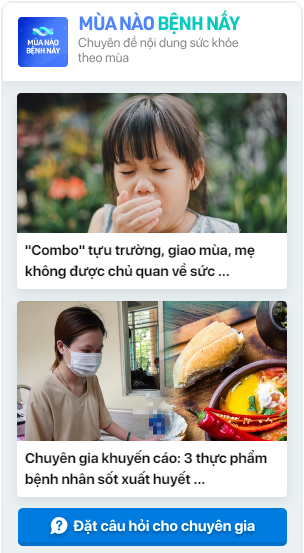 MÙA NÀO
BỆNH NẤY
MÙA NÀO BỆNH NẤY
Chuyên đề nội dung sức khỏe
theo mùa
"Combo" tựu trường, giao mùa, mẹ
không được chủ quan về sức ...
Chuyên gia khuyến cáo: 3 thực phẩm
bệnh nhân sốt xuất huyết ...
Đặt câu hỏi cho chuyên gia